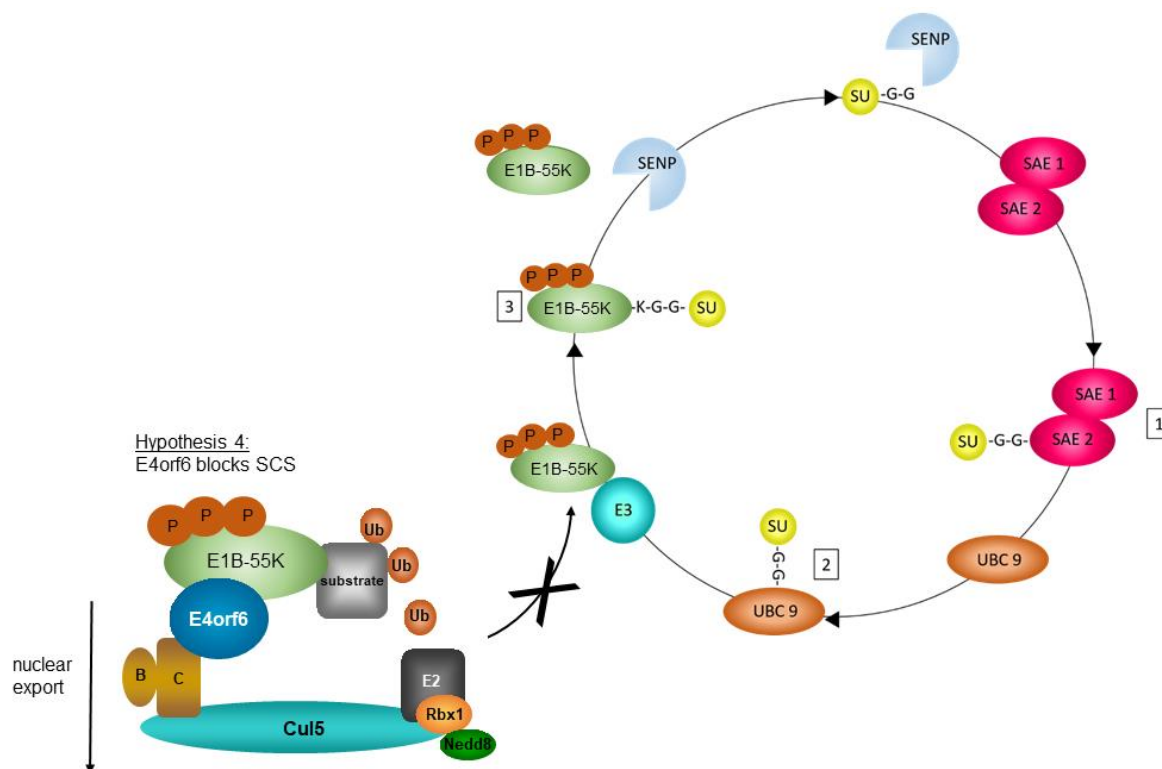 SENP
SU -G-G
P P P
E1B-55K
SENP
SAE 1
SAE 2
P P P
3 E1B-55K -K-G-G- SU
SAE 1
1
SU -G-G- SAE 2
P P P
E1B-55K
Hypothesis 4:
E4orf6 blocks SCS
E3
SU
-G-G-
2
UBC 9
UBC 9
P P P
E1B-55K
Ub
Ub
substrate
Ub
E4orf6
nuclear
export
B C
E2
Rbx1
Cul5
Nedd8